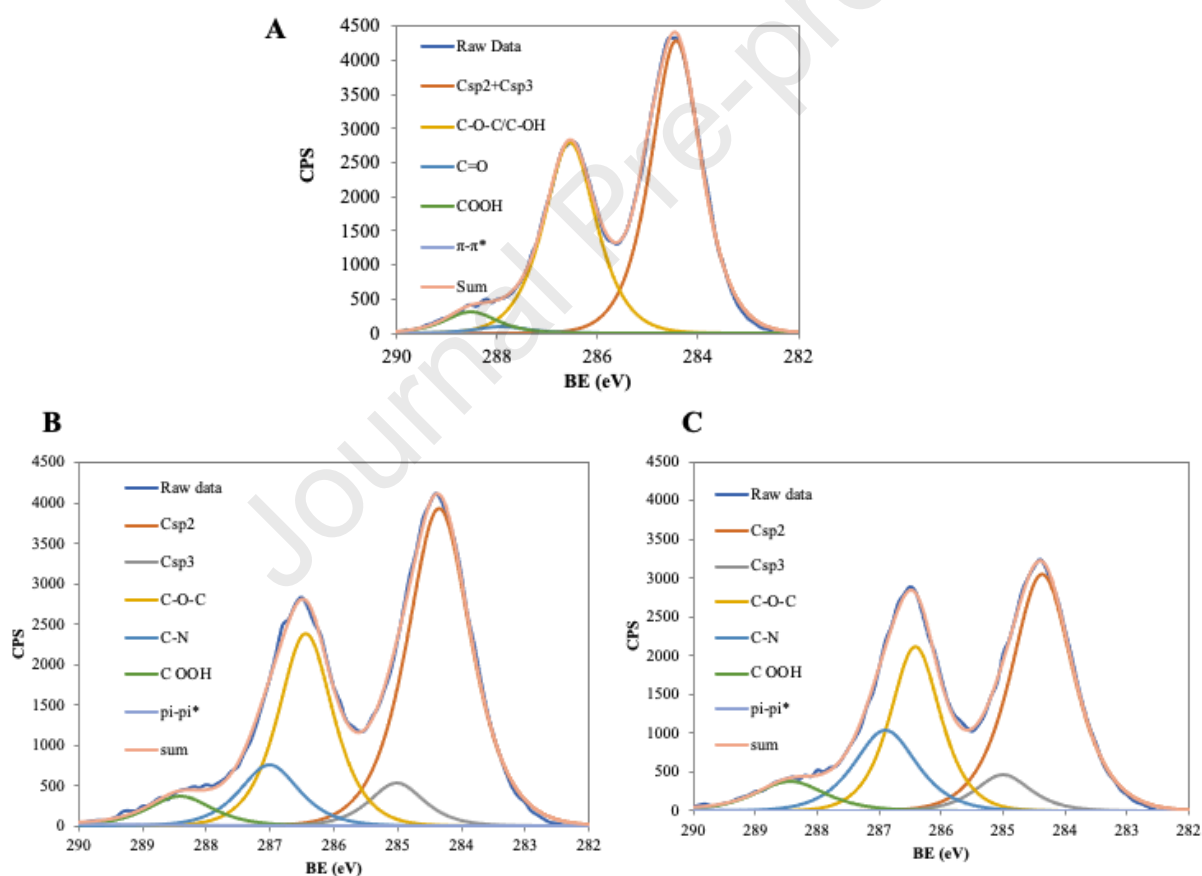 Journal Pre-pr
A
4500
4000
3500
3000
2500
2000
1500
1000
500
0
CPS
Raw Data
Csp2+Csp3
C-O-C/C-OH
C=O
COOH
π-π*
Sum
290 288 286 284 282
BE (eV)
B
4500
4000
3500
3000
2500
2000
1500
1000
500
0
CPS
Raw data
Csp2
Csp3
C-O-C
C-N
C OOH
pi-pi*
sum
290 289 288 287 286 285 284 283 282
BE (eV)
C
4500
4000
3500
3000
2500
2000
1500
1000
500
0
CPS
Raw data
Csp2
Csp3
C-O-C
C-N
C OOH
pi-pi*
sum
290 289 288 287 286 285 284 283 282
BE (eV)